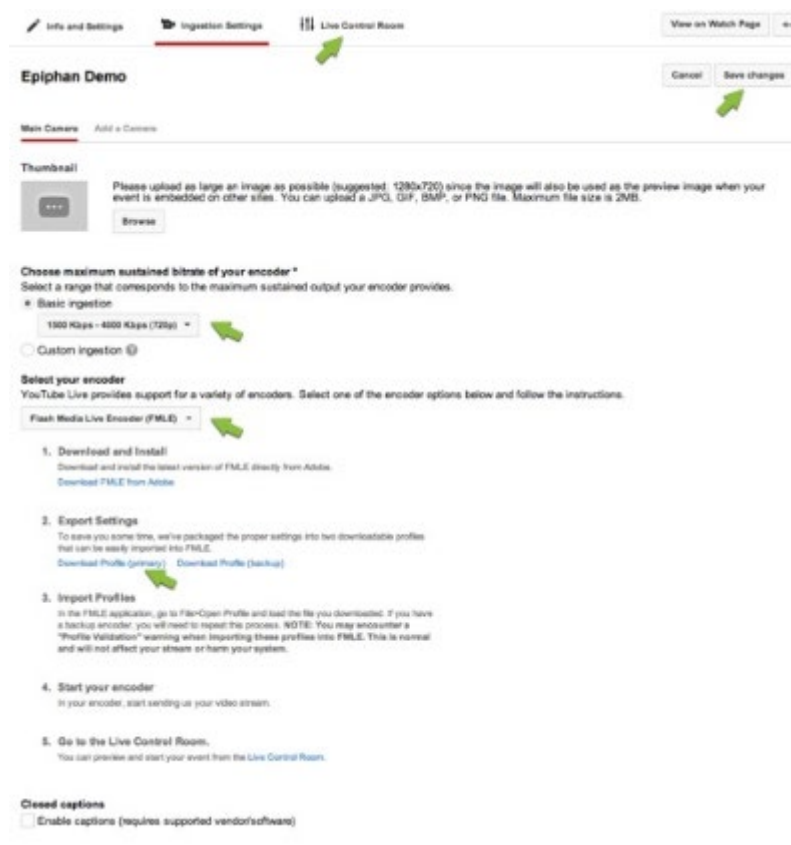 Info and Settings
Ingestion Settings
Live Control Room
View on Watch Page
Epiphan Demo
Cancel
Save changes
Main Camera
Add a Camera
Thumbnail
Please upload as large an image as possible (suggested: 1280x720) since the image will also be used as the preview image when your
event is embedded on other sites. You can upload a JPG, GIF, BMP, or PNG file. Maximum file size is 2MB.
Browse
Choose maximum sustained bitrate of your encoder *
Select a range that corresponds to the maximum sustained output your encoder provides.
Basic ingestion
1500 Kbps - 4000 Kbps (720p)
Custom ingestion ?
Select your encoder
YouTube Live provides support for a variety of encoders. Select one of the encoder options below and follow the instructions.
Flash Media Live Encoder (FMLE)
1. Download and Install
Download and install the latest version of FMLE directly from Adobe.
Download FMLE from Adobe
2. Export Settings
To save you some time, we've packaged the proper settings into two downloadable profiles
that can be easily imported into FMLE.
Download Profile (primary) Download Profile (backup)
3. Import Profiles
In the FMLE application, go to File>Open Profile and load the file you downloaded. If you have
a backup encoder, you will need to repeat this process. NOTE: You may encounter a
"Profile Validation" warning when importing these profiles into FMLE. This is normal
and will not affect your stream or harm your system.
4. Start your encoder
In your encoder, start sending us your video stream.
5. Go to the Live Control Room.
You can preview and start your event from the Live Control Room.
Closed captions
Enable captions (requires supported vendor/software)